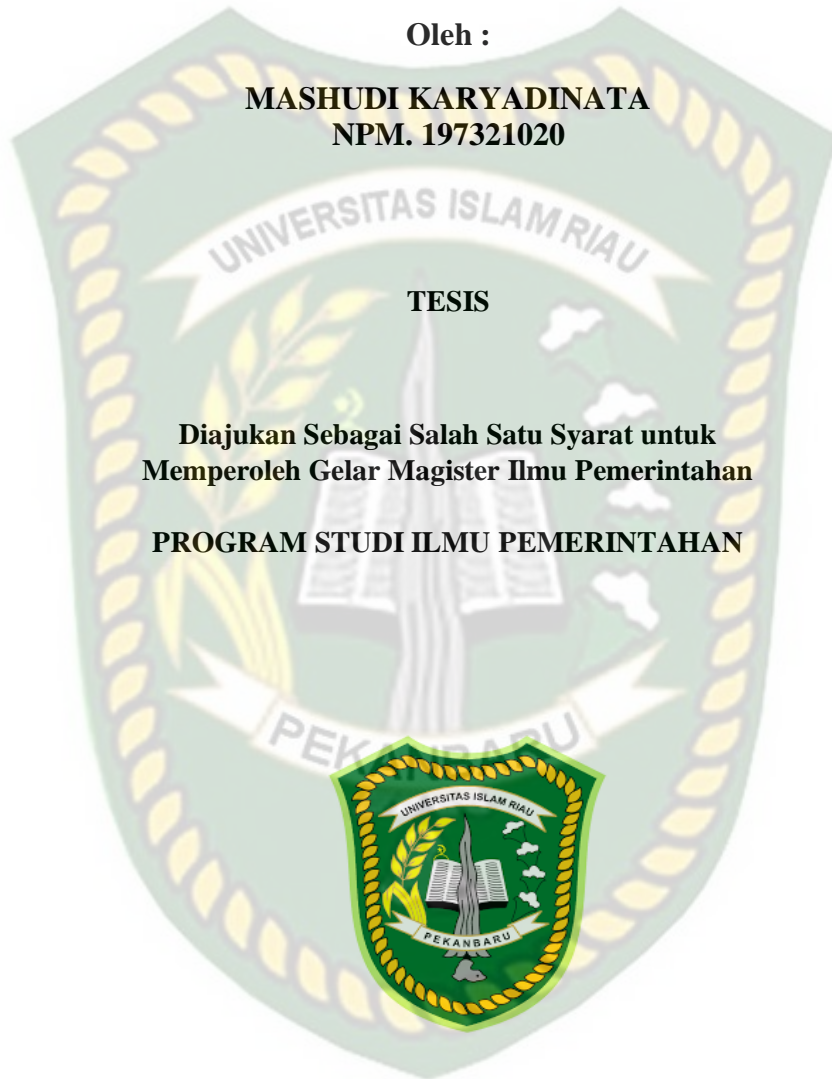 Oleh :
MASHUDI KARYADINATA
NPM. 197321020
UNIVERSITAS ISLAM RIAU
TESIS
Diajukan Sebagai Salah Satu Syarat untuk
Memperoleh Gelar Magister Ilmu Pemerintahan
PROGRAM STUDI ILMU PEMERINTAHAN
PEKANBARU
UNIVERSITAS ISLAM RIAU
PEKANBARU